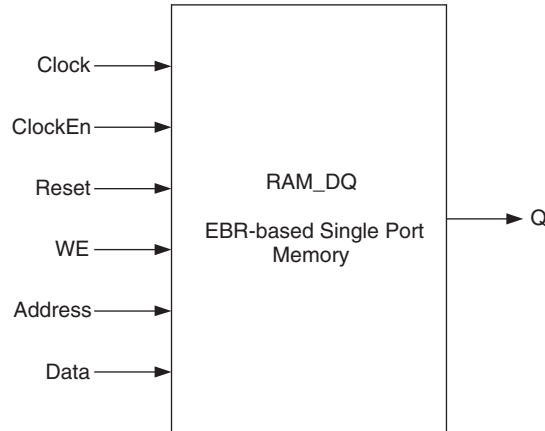 Clock
ClockEn
Reset
WE
Address
Data
RAM_DQ
EBR-based Single Port
Memory
Q